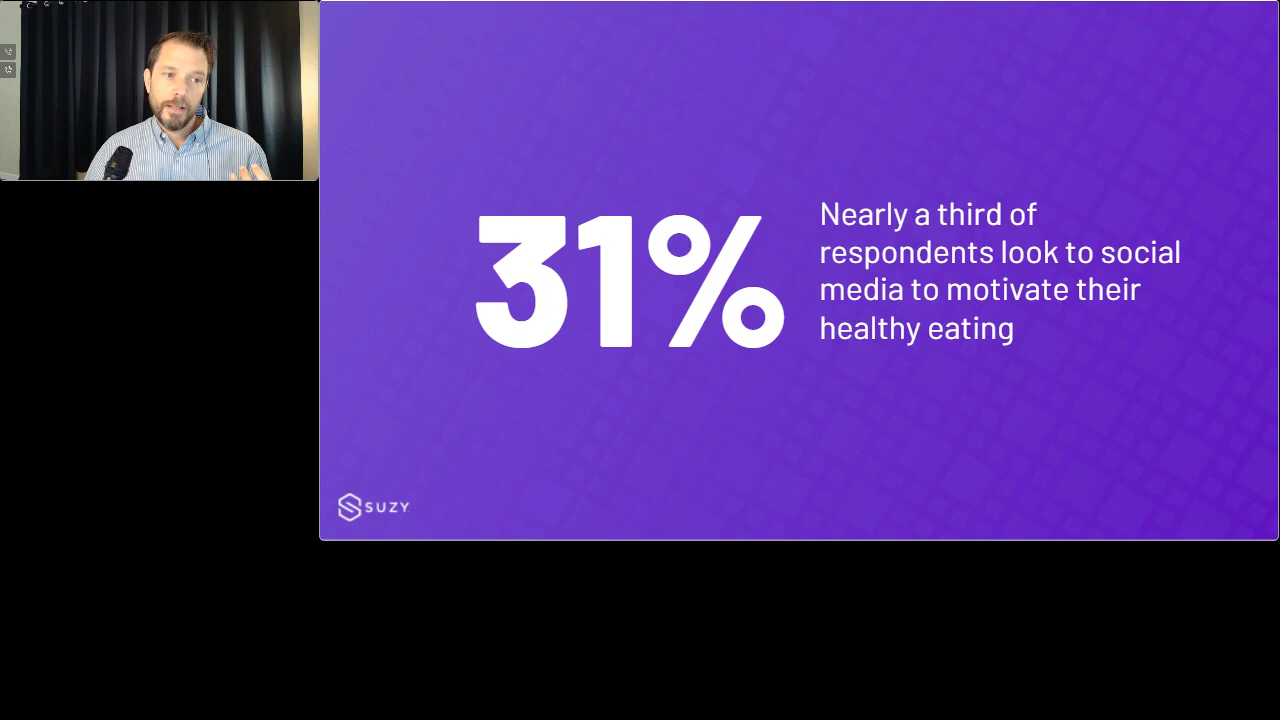 31%
Nearly a third of
respondents look to social
media to motivate their
healthy eating
SUZY